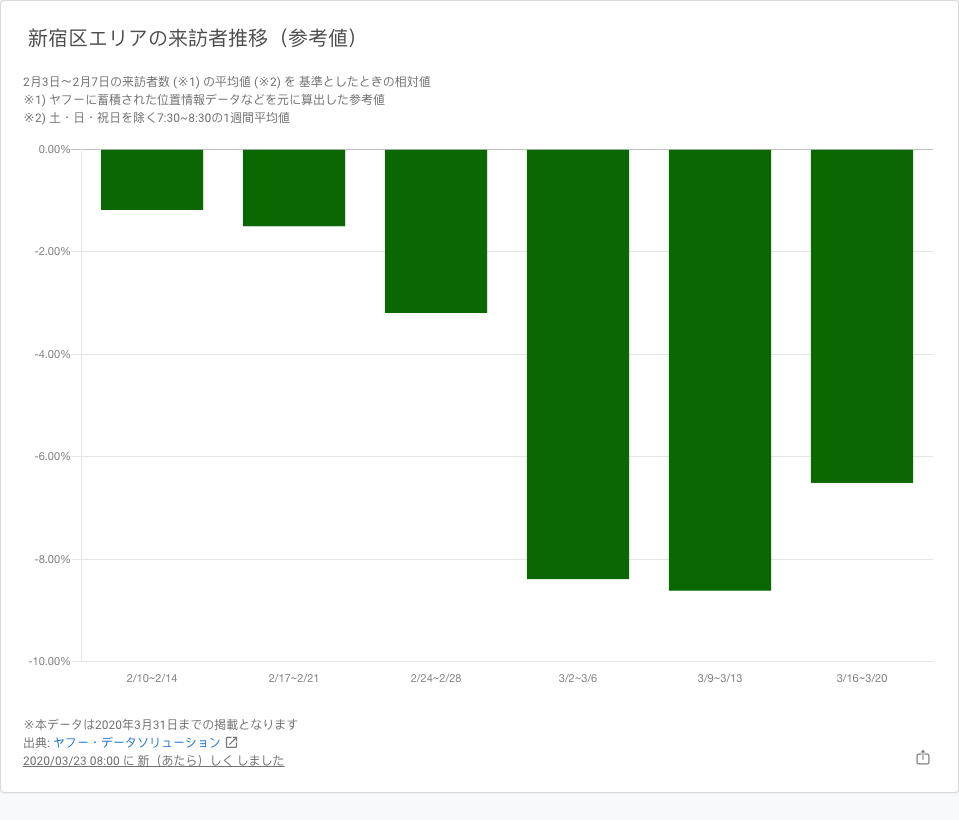 新宿区エリアの来訪者推移（参考値）
2月3日～2月7日の来訪者数 (※1) の平均値 (※2) を 基準としたときの相対値
※1) ヤフーに蓄積された位置情報データなどを元に算出した参考値
※2) 土・日・祝日を除く7:30~8:30の1週間平均値
0.00%
-2.00%
-4.00%
-6.00%
-8.00%
-10.00%
2/10~2/14 2/17~2/21 2/24~2/28 3/2~3/6 3/9~3/13 3/16~3/20
※本データは2020年3月31日までの掲載となります
出典: ヤフー・データソリューション
2020/03/23 08:00 に 新（あたら）しく しました